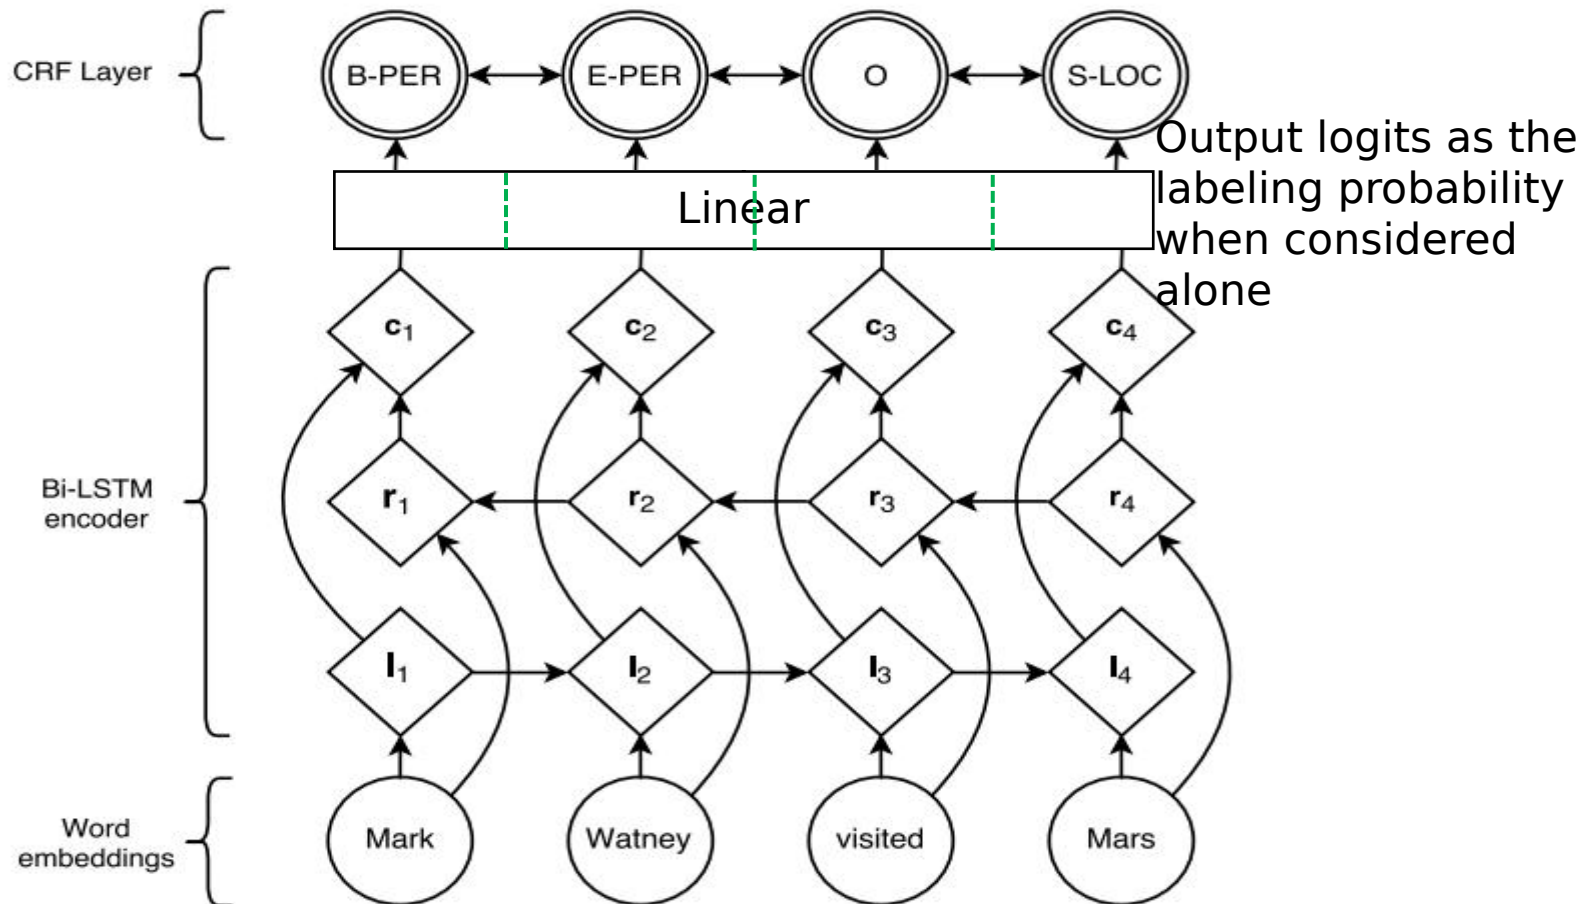 CRF Layer
B-PER
E-PER
O
S-LOC
Output logits as the
labeling probability
when considered
alone
Linear
c1
c2
c3
c4
Bi-LSTM
encoder
r1
r2
r3
r4
l1
l2
l3
l4
Word
embeddings
Mark
Watney
visited
Mars